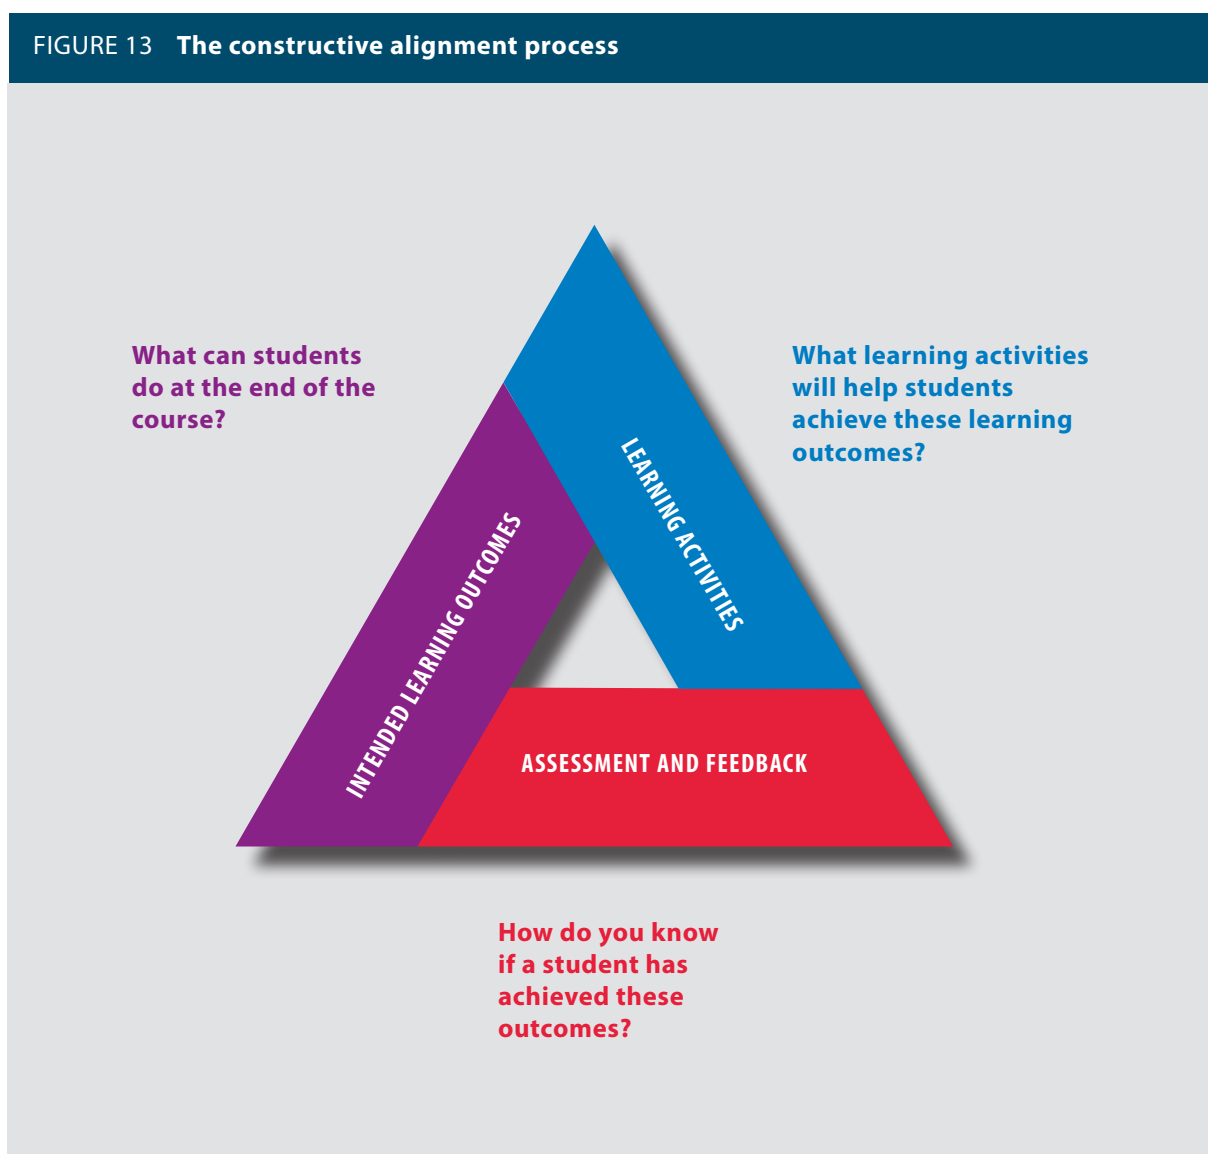 FIGURE 13 The constructive alignment process
What can students
do at the end of the
course?
What learning activities
will help students
achieve these learning
outcomes?
INTENDED LEARNING OUTCOMES
LEARNING ACTIVITIES
ASSESSMENT AND FEEDBACK
How do you know
if a student has
achieved these
outcomes?